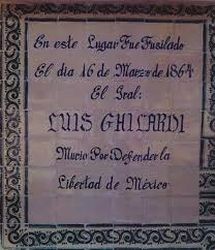 En este Lugar Fue Fusilado
El dia 16 de Marzo de 1864
El Gral:
LUIS GHILARDI
Murio Por Defender la
Libertad de México